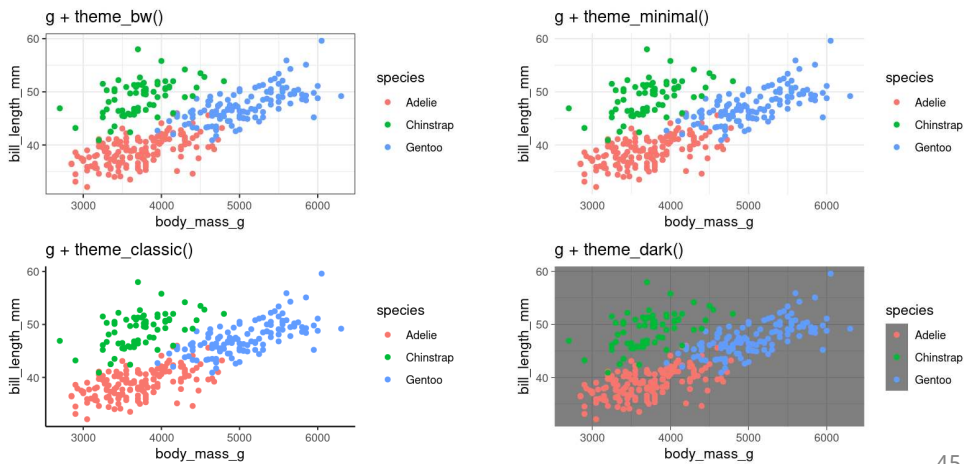 g + theme_bw()
60
50
40
bill_length_mm
3000
4000
5000
6000
body_mass_g
species
Adelie
Chinstrap
Gentoo
g + theme_minimal()
60
50
40
bill_length_mm
3000
4000
5000
6000
body_mass_g
species
Adelie
Chinstrap
Gentoo
g + theme_classic()
60
50
40
bill_length_mm
3000
4000
5000
6000
body_mass_g
species
Adelie
Chinstrap
Gentoo
g + theme_dark()
60
50
40
bill_length_mm
3000
4000
5000
6000
body_mass_g
species
Adelie
Chinstrap
Gentoo
45